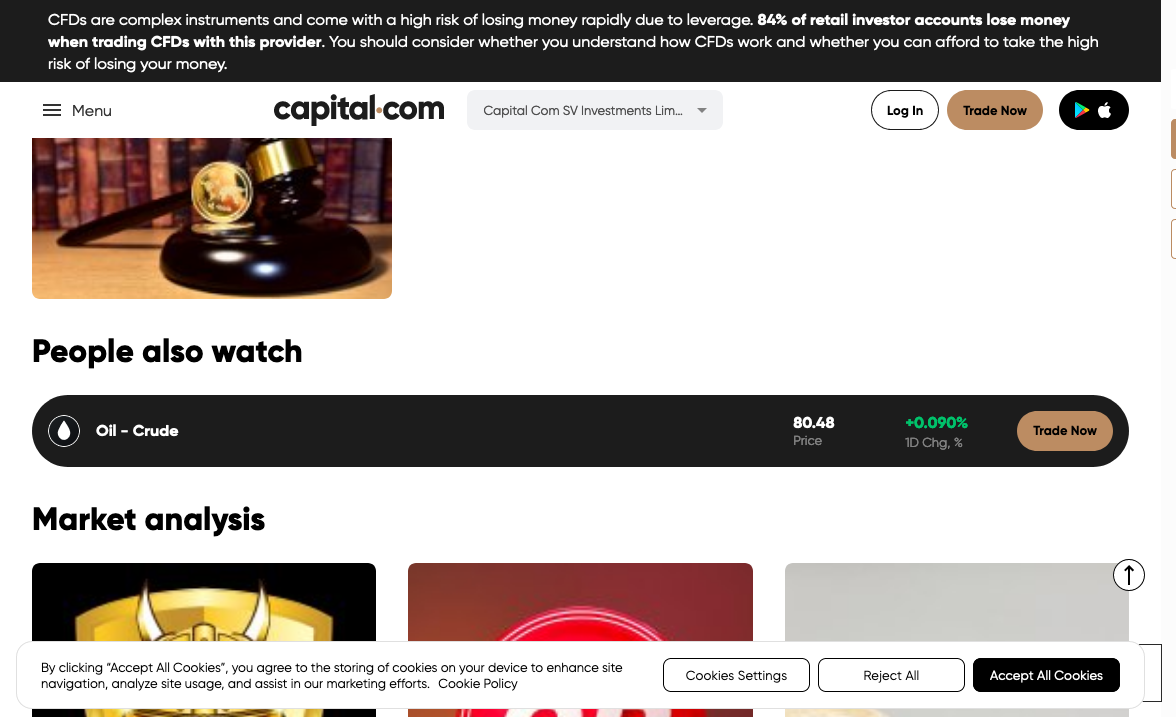 CFDs are complex instruments and come with a high risk of losing money rapidly due to leverage. 84% of retail investor accounts lose money
when trading CFDs with this provider. You should consider whether you understand how CFDs work and whether you can afford to take the high
risk of losing your money.
Menu
capital.com
Capital Com SV Investments Lim...
Log In
Trade Now
People also watch
Oil - Crude
80.48
Price
+0.090%
1D Chg, %
Trade Now
Market analysis
By clicking “Accept All Cookies”, you agree to the storing of cookies on your device to enhance site
navigation, analyze site usage, and assist in our marketing efforts. Cookie Policy
Cookies Settings
Reject All
Accept All Cookies